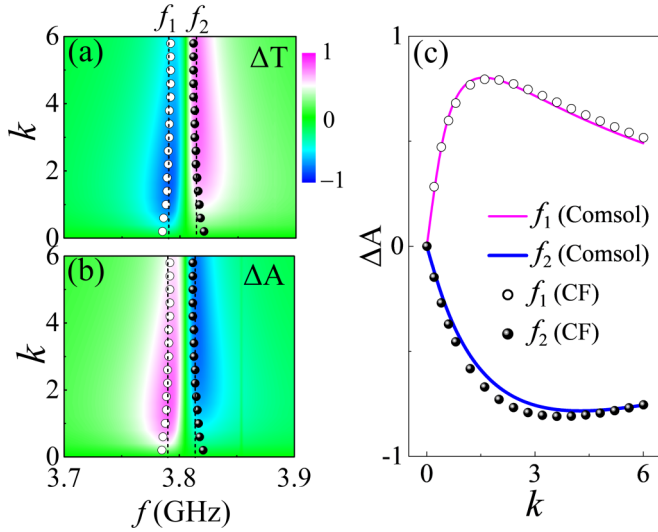 f₁ f₂
(a) ΔT
6
4
2
0
k
1
0
−1
(b) ΔA
6
4
2
0
k
3.7 3.8 3.9
f (GHz)
(c)
1
0
-1
ΔA
f₁ (Comsol)
f₂ (Comsol)
f₁ (CF)
f₂ (CF)
0 3 6
k